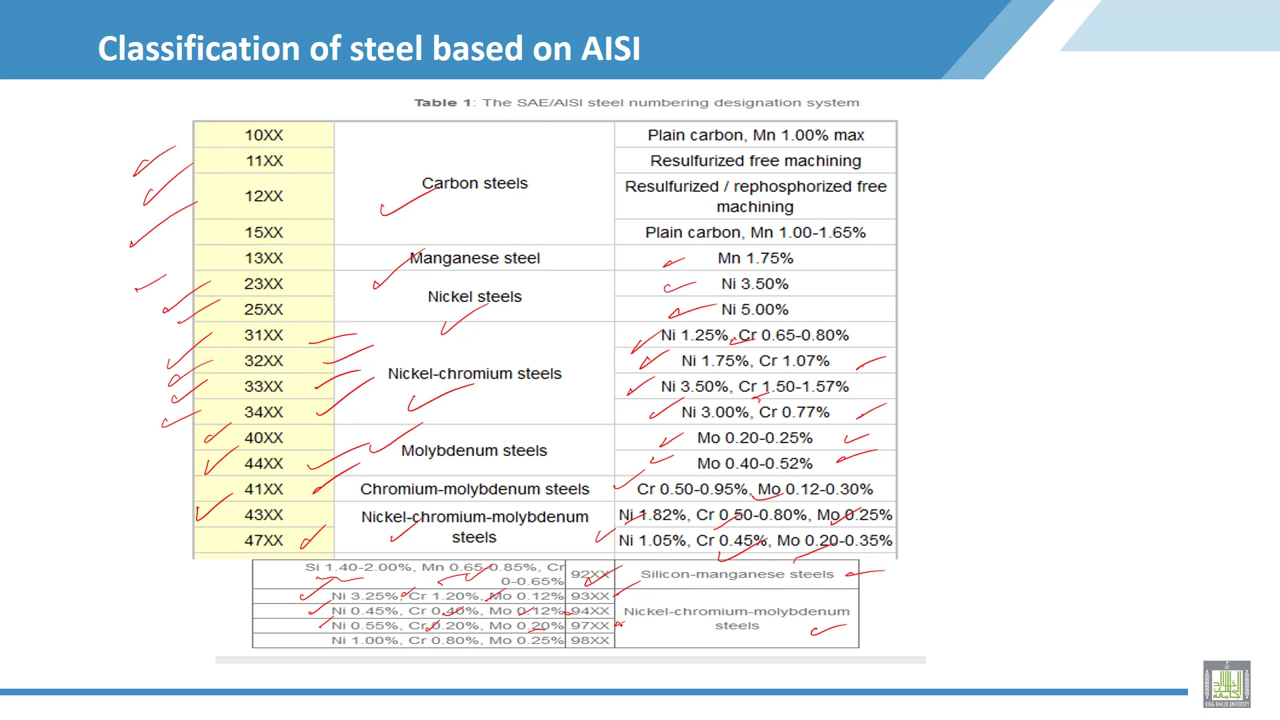 Classification of steel based on AISI
Table 1: The SAE/AISI steel numbering designation system
10XX Carbon steels Plain carbon, Mn 1.00% max
11XX Resulfurized free machining
12XX Resulfurized / rephosphorized free
machining
15XX Plain carbon, Mn 1.00-1.65%
13XX Manganese steel Mn 1.75%
23XX Nickel steels Ni 3.50%
25XX Ni 5.00%
31XX Nickel-chromium steels Ni 1.25%, Cr 0.65-0.80%
32XX Ni 1.75%, Cr 1.07%
33XX Ni 3.50%, Cr 1.50-1.57%
34XX Ni 3.00%, Cr 0.77%
40XX Molybdenum steels Mo 0.20-0.25%
44XX Mo 0.40-0.52%
41XX Chromium-molybdenum steels Cr 0.50-0.95%, Mo 0.12-0.30%
43XX Nickel-chromium-molybdenum Ni 1.82%, Cr 0.50-0.80%, Mo 0.25%
47XX steels Ni 1.05%, Cr 0.45%, Mo 0.20-0.35%
Si 1.40-2.00%, Mn 0.65-0.85%, Cr
0-0.65% 92XX Silicon-manganese steels
Ni 3.25%, Cr 1.20%, Mo 0.12% 93XX Nickel-chromium-molybdenum
steels
Ni 0.45%, Cr 0.40%, Mo 0.12% 94XX
Ni 0.55%, Cr 0.20%, Mo 0.20% 97XX
Ni 1.00%, Cr 0.80%, Mo 0.25% 98XX
KING KHALID UNIVERSITY